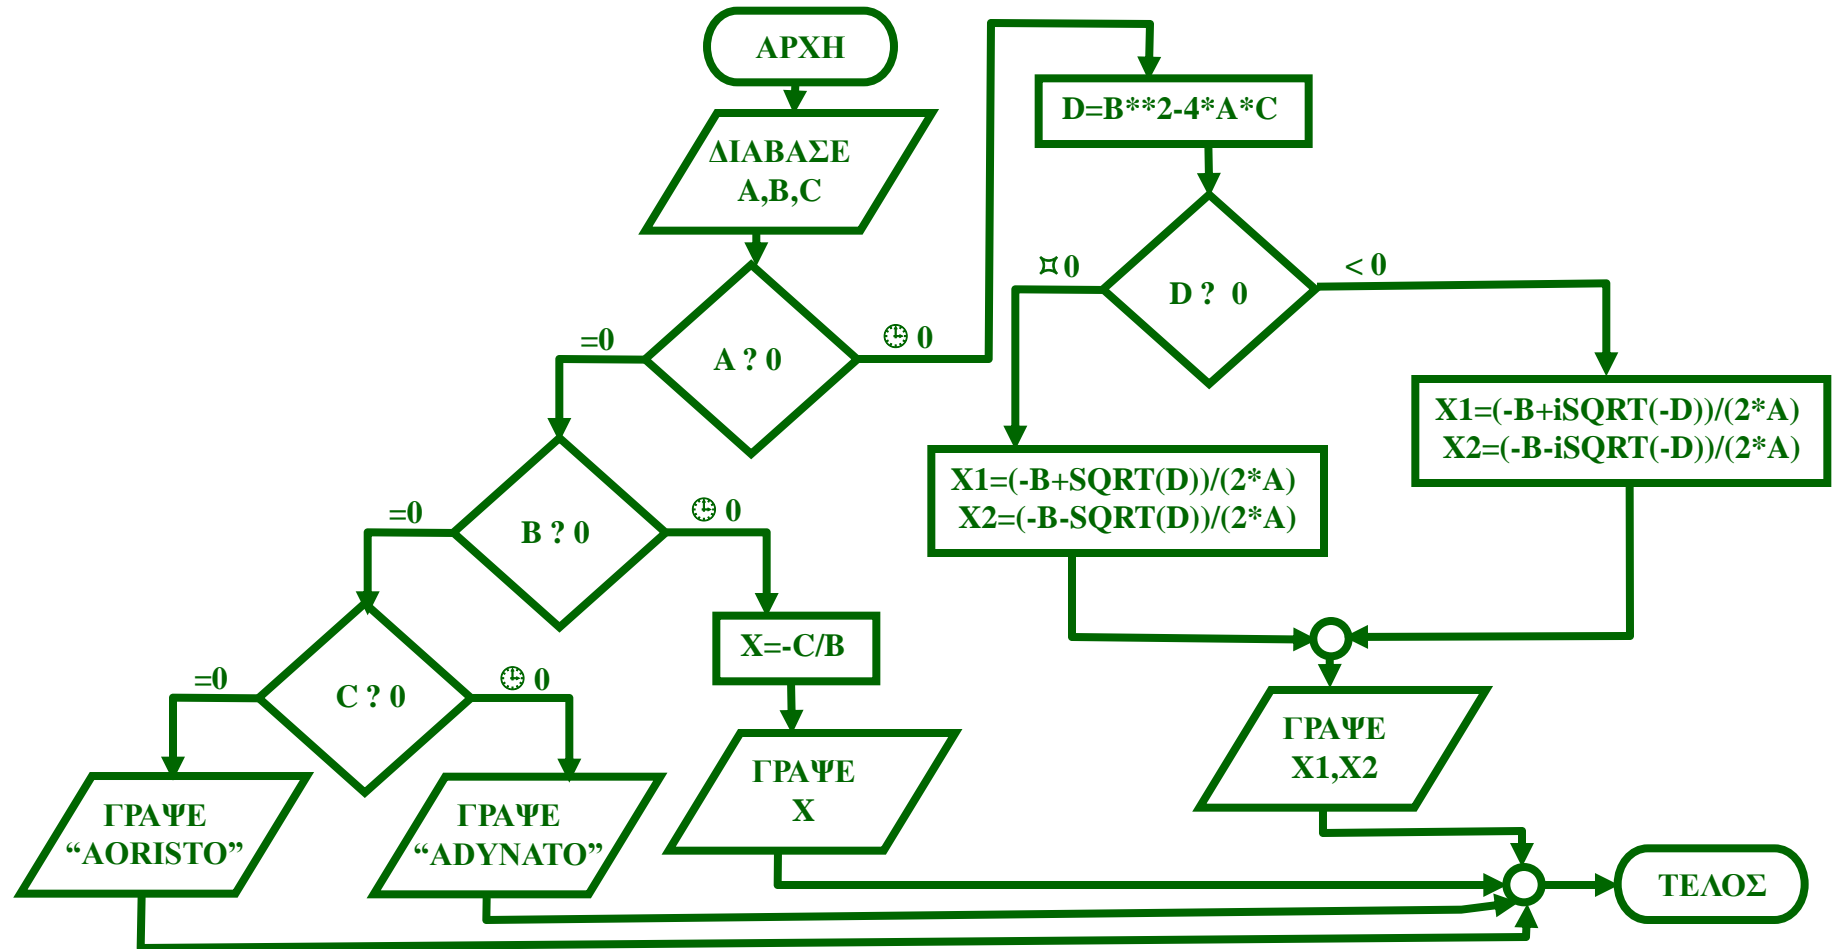 ΑΡΧΗ
ΔΙΑΒΑΣΕ
A,B,C
A ? 0
=0
🕒 0
D=B**2-4*A*C
D ? 0
¤ 0
< 0
X1=(-B+SQRT(D))/(2*A)
X2=(-B-SQRT(D))/(2*A)
X1=(-B+iSQRT(-D))/(2*A)
X2=(-B-iSQRT(-D))/(2*A)
B ? 0
=0
🕒 0
X=-C/B
C ? 0
=0
🕒 0
ΓΡΑΨΕ
“AORISTO”
ΓΡΑΨΕ
“ADYNATO”
ΓΡΑΨΕ
X
ΓΡΑΨΕ
X1,X2
ΤΕΛΟΣ